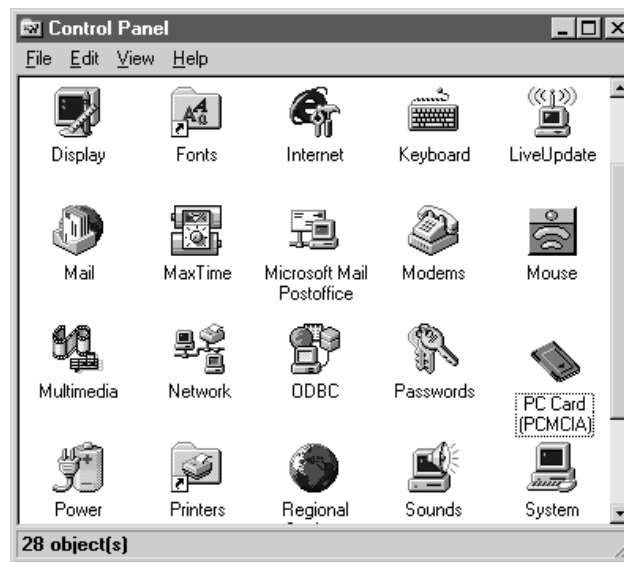 Control Panel
File Edit View Help
Display Fonts Internet Keyboard LiveUpdate
Mail MaxTime Microsoft Mail Postoffice Modems Mouse
Multimedia Network ODBC Passwords PC Card (PCMCIA)
Power Printers Regional Sounds System
28 object(s)